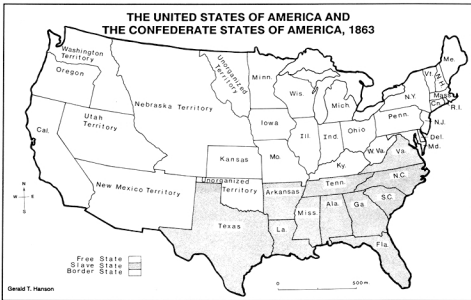 THE UNITED STATES OF AMERICA AND
THE CONFEDERATE STATES OF AMERICA, 1863
Washington
Territory
Oregon
Unorganized
Territory
Minn.
Wis.
Mich
Vt.
N.H.
Me.
Mass
Cn.
R.I.
N.Y.
Nebraska Territory
Iowa
Penn.
N.J.
Utah
Territory
Cal.
Ill.
Ind.
Ohio
Del.
Md.
W.Va.
Va.
Kansas
Mo.
Ky.
New Mexico Territory
Unorganized
Territory
Arkansas
Tenn.
N.C.
S.C.
Texas
La.
Miss.
Ala.
Ga.
Fla.
N
W
E
S
Free State
Slave State
Border State
0
500 m.
Gerald T. Hanson